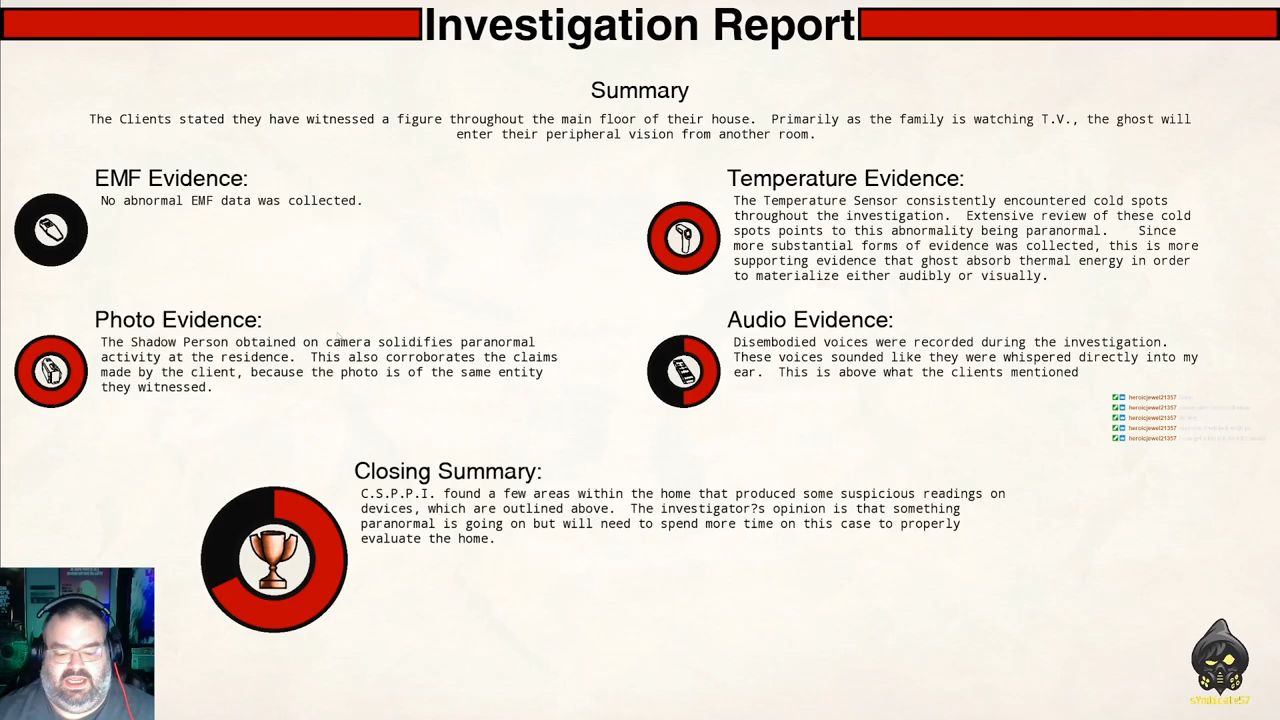 Investigation Report
Summary
The Clients stated they have witnessed a figure throughout the main floor of their house. Primarily as the family is watching T.V., the ghost will
enter their peripheral vision from another room.
EMF Evidence:
No abnormal EMF data was collected.
Temperature Evidence:
The Temperature Sensor consistently encountered cold spots
throughout the investigation. Extensive review of these cold
spots points to this abnormality being paranormal. Since
more substantial forms of evidence was collected, this is more
supporting evidence that ghost absorb thermal energy in order
to materialize either audibly or visually.
Photo Evidence:
The Shadow Person obtained on camera solidifies paranormal
activity at the residence. This also corroborates the claims
made by the client, because the photo is of the same entity
they witnessed.
Audio Evidence:
Disembodied voices were recorded during the investigation.
These voices sounded like they were whispered directly into my
ear. This is above what the clients mentioned
heroicjewel21357
heroicjewel21357
heroicjewel21357
heroicjewel21357
heroicjewel21357
Closing Summary:
C.S.P.P.I. found a few areas within the home that produced some suspicious readings on
devices, which are outlined above. The investigator?s opinion is that something
paranormal is going on but will need to spend more time on this case to properly
evaluate the home.
sYndicate57